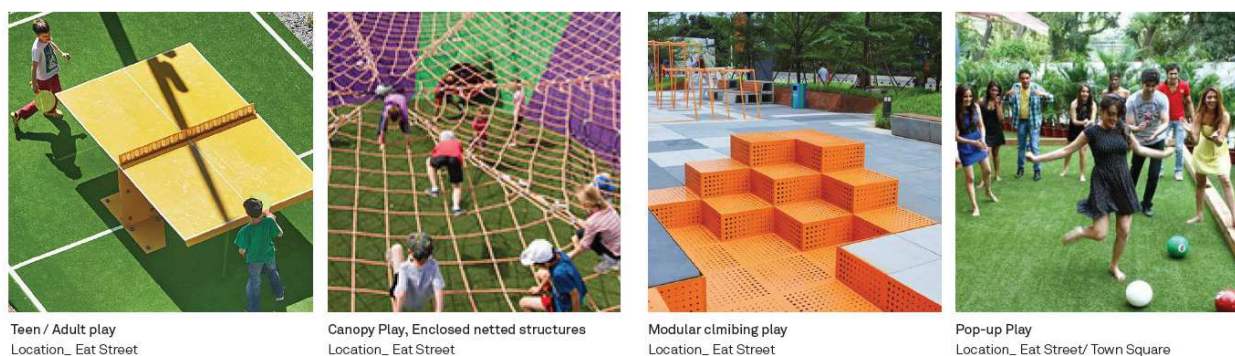 Teen / Adult play
Location_ Eat Street
Canopy Play, Enclosed netted structures
Location_ Eat Street
Modular clmibing play
Location_ Eat Street
Pop-up Play
Location_ Eat Street/ Town Square